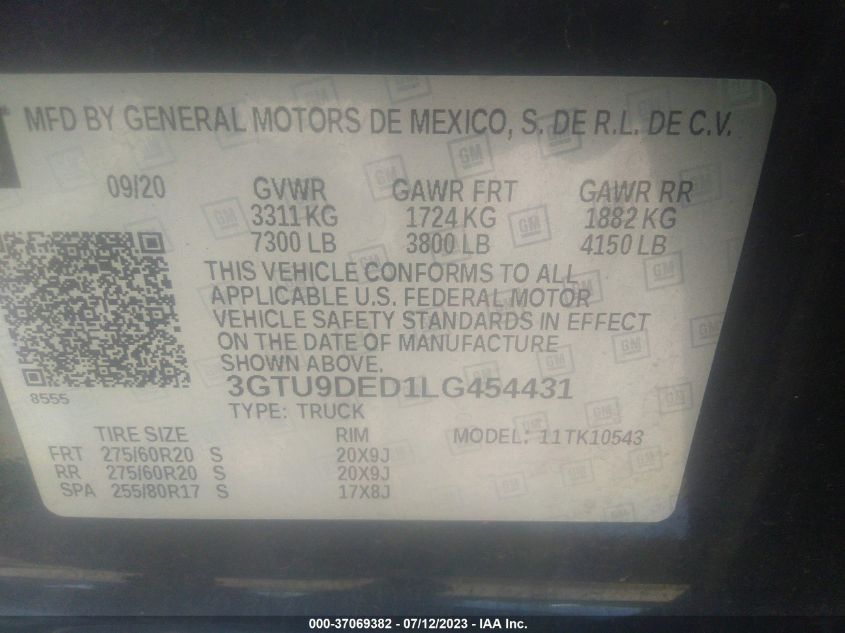 MFD BY GENERAL MOTORS DE MEXICO, S. DE R.L. DE C.V.
09/20 GVWR GAWR FRT GAWR RR
3311 KG 1724 KG 1882 KG
7300 LB 3800 LB 4150 LB
THIS VEHICLE CONFORMS TO ALL
APPLICABLE U.S. FEDERAL MOTOR
VEHICLE SAFETY STANDARDS IN EFFECT
ON THE DATE OF MANUFACTURE
SHOWN ABOVE.
3GTU9DED1LG454431
8555
TYPE: TRUCK
TIRE SIZE RIM MODEL: 11TK10543
FRT 275/60R20 S 20X9J
RR 275/60R20 S 20X9J
SPA 255/80R17 S 17X8J
000-37069382 - 07/12/2023 - IAA Inc.